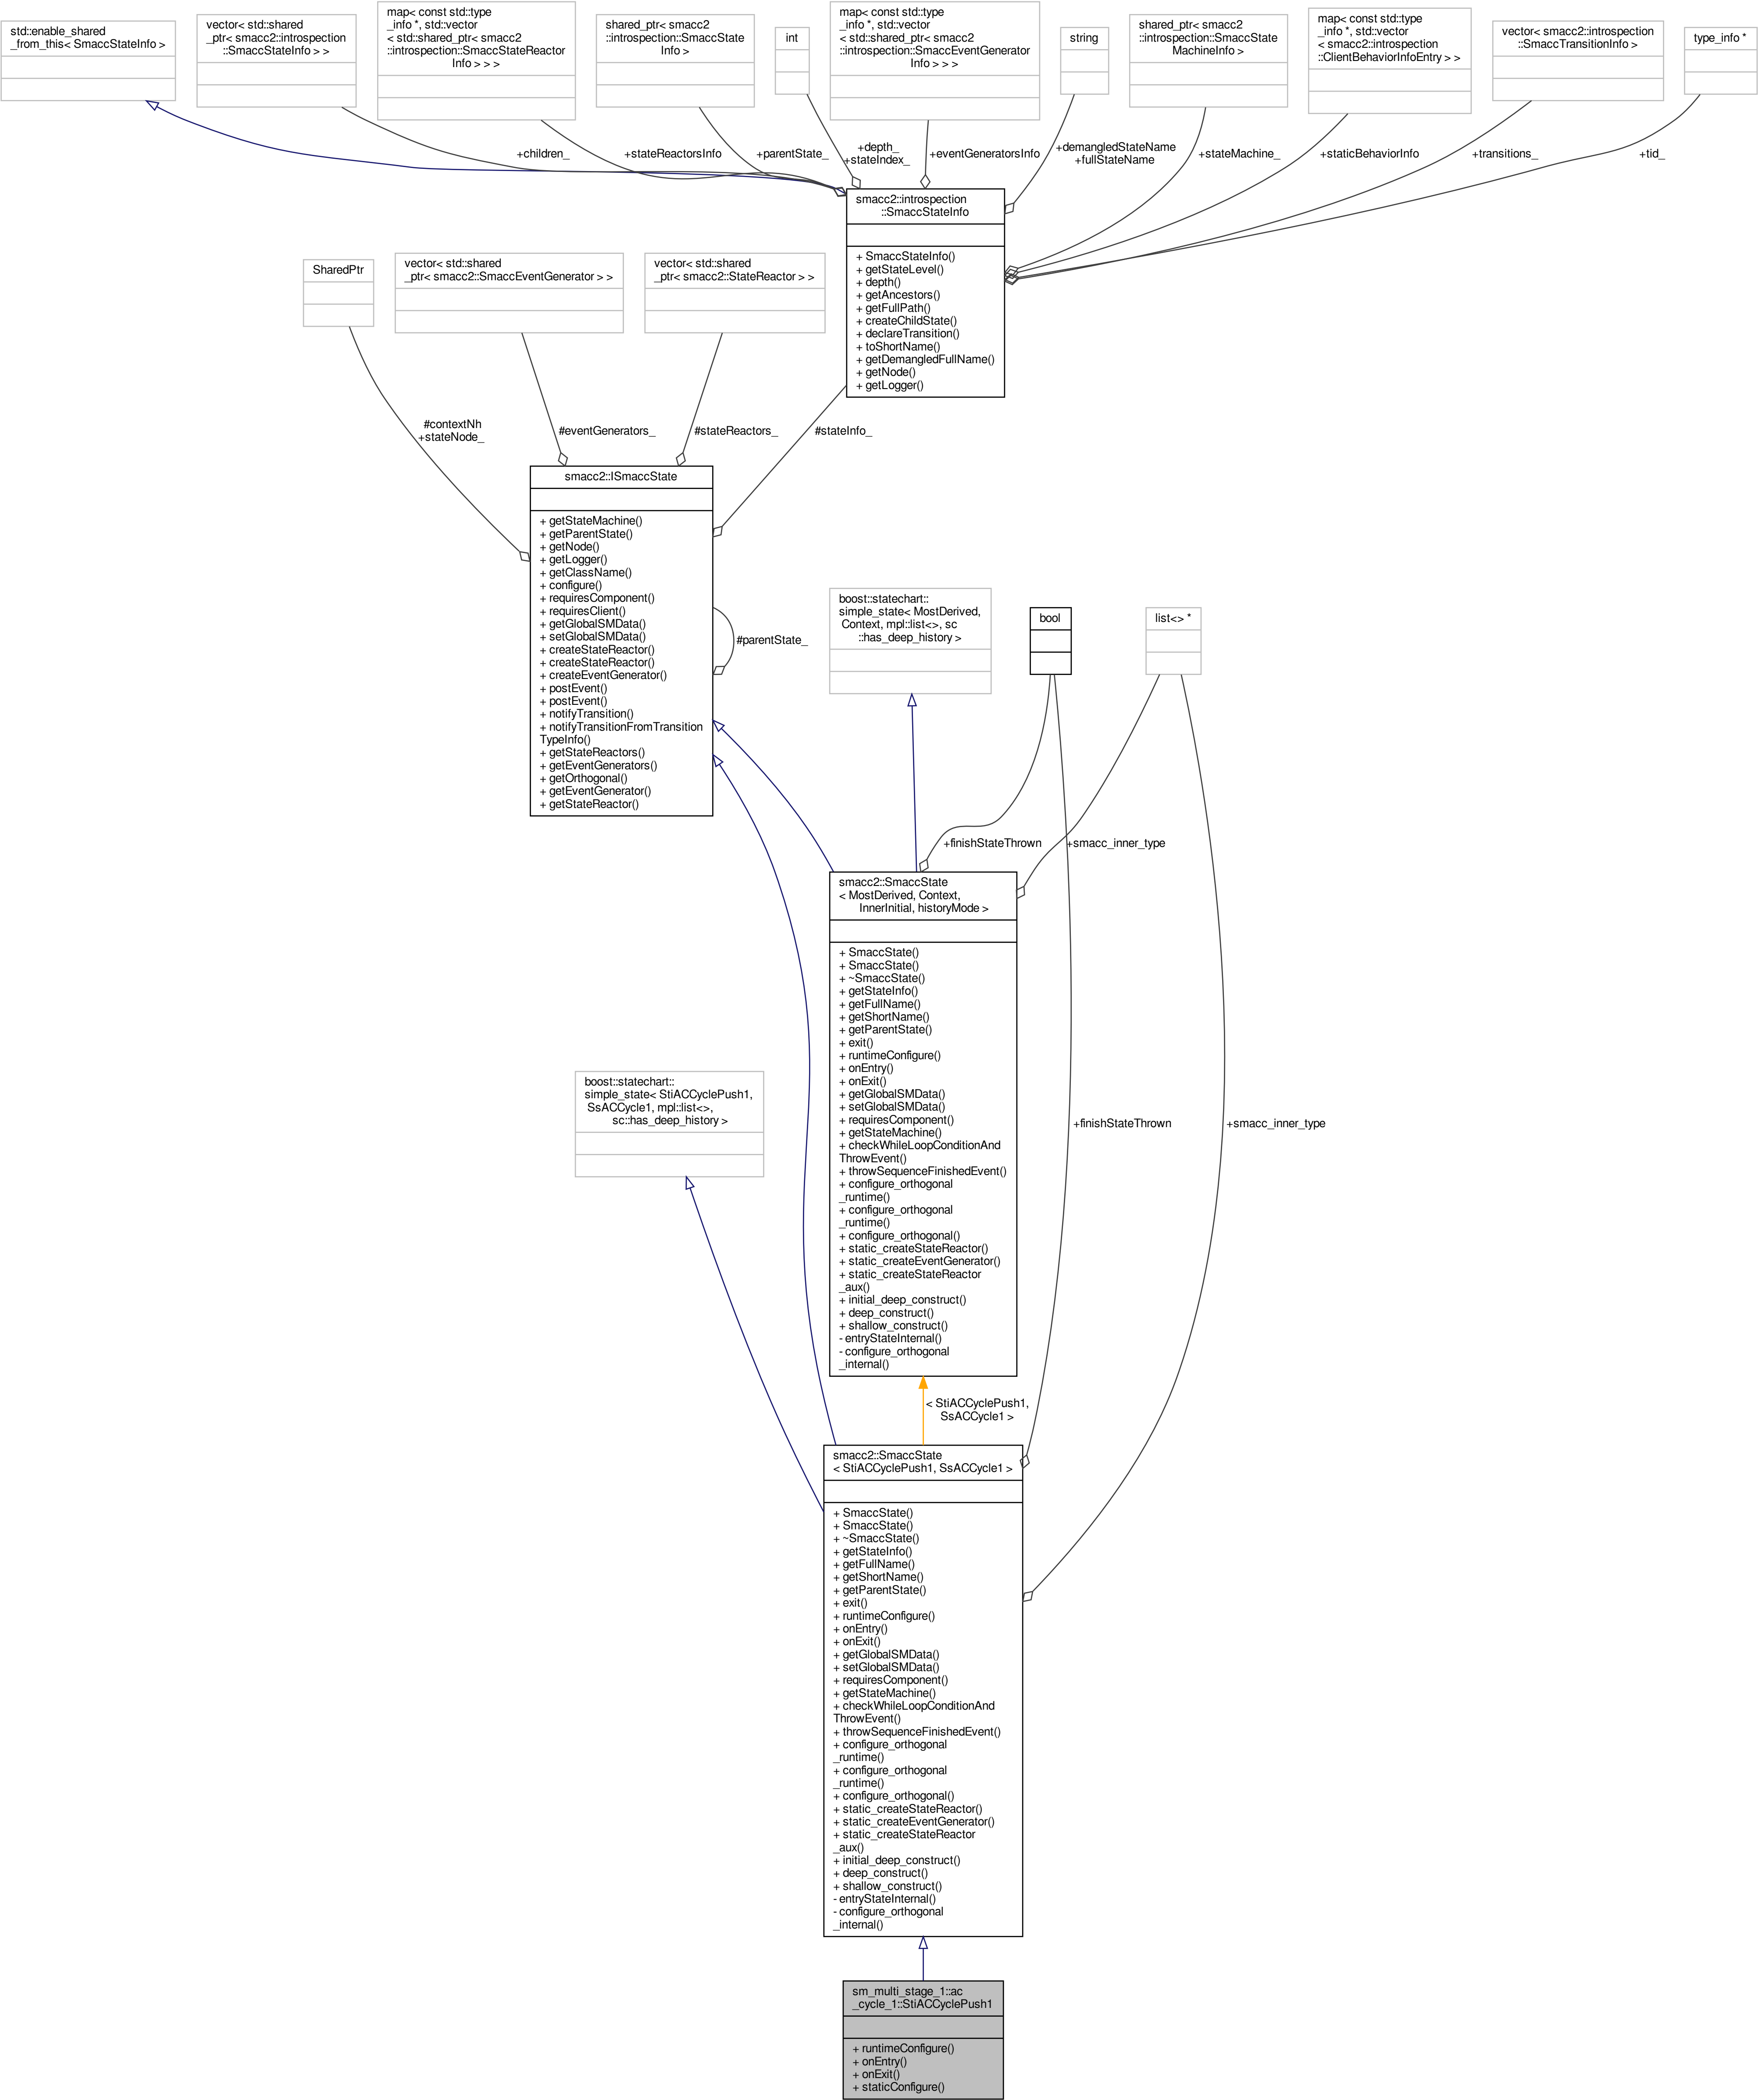 std::enable_shared
_from_this< SmaccStateInfo >
vector< std::shared
_ptr< smacc2::introspection
::SmaccStateInfo > >
map< const std::type
_info *, std::vector
< std::shared_ptr< smacc2
::introspection::SmaccStateReactor
Info > > >
shared_ptr< smacc2
::introspection::SmaccState
Info >
int
map< const std::type
_info *, std::vector
< std::shared_ptr< smacc2
::introspection::SmaccEventGenerator
Info > > >
string
shared_ptr< smacc2
::introspection::SmaccState
MachineInfo >
map< const std::type
_info *, std::vector
< smacc2::introspection
::ClientBehaviorInfoEntry > >
vector< smacc2::introspection
::SmaccTransitionInfo >
type_info *
+children_
+stateReactorsInfo
+parentState_
+depth_
+stateIndex_
+eventGeneratorsInfo
+demangledStateName
+fullStateName
+stateMachine_
+staticBehaviorInfo
+transitions_
+tid_
smacc2::introspection
::SmaccStateInfo
+ SmaccStateInfo()
+ getStateLevel()
+ depth()
+ getAncestors()
+ getFullPath()
+ createChildState()
+ declareTransition()
+ toShortName()
+ getDemangledFullName()
+ getNode()
+ getLogger()
SharedPtr
vector< std::shared
_ptr< smacc2::SmaccEventGenerator > >
vector< std::shared
_ptr< smacc2::StateReactor > >
#contextNh
+stateNode_
#eventGenerators_
#stateReactors_
#stateInfo_
smacc2::ISmaccState
+ getStateMachine()
+ getParentState()
+ getNode()
+ getLogger()
+ getClassName()
+ configure()
+ requiresComponent()
+ requiresClient()
+ getGlobalSMData()
+ setGlobalSMData()
+ createStateReactor()
+ createStateReactor()
+ createEventGenerator()
+ postEvent()
+ postEvent()
+ notifyTransition()
+ notifyTransitionFromTransition
TypeInfo()
+ getStateReactors()
+ getEventGenerators()
+ getOrthogonal()
+ getEventGenerator()
+ getStateReactor()
#parentState_
boost::statechart::
simple_state< MostDerived,
Context, mpl::list<>, sc
::has_deep_history >
bool
list<> *
+finishStateThrown
+smacc_inner_type
smacc2::SmaccState
< MostDerived, Context,
InnerInitial, historyMode >
+ SmaccState()
+ SmaccState()
+ ~SmaccState()
+ getStateInfo()
+ getFullName()
+ getShortName()
+ getParentState()
+ exit()
+ runtimeConfigure()
+ onEntry()
+ onExit()
+ getGlobalSMData()
+ setGlobalSMData()
+ requiresComponent()
+ getStateMachine()
+ checkWhileLoopConditionAnd
ThrowEvent()
+ throwSequenceFinishedEvent()
+ configure_orthogonal
_runtime()
+ configure_orthogonal
_runtime()
+ configure_orthogonal()
+ static_createStateReactor()
+ static_createEventGenerator()
+ static_createStateReactor
_aux()
+ initial_deep_construct()
+ deep_construct()
+ shallow_construct()
- entryStateInternal()
- configure_orthogonal
_internal()
boost::statechart::
simple_state< StiACCyclePush1,
SsACCycle1, mpl::list<>,
sc::has_deep_history >
+finishStateThrown
+smacc_inner_type
< StiACCyclePush1,
SsACCycle1 >
smacc2::SmaccState
< StiACCyclePush1, SsACCycle1 >
+ SmaccState()
+ SmaccState()
+ ~SmaccState()
+ getStateInfo()
+ getFullName()
+ getShortName()
+ getParentState()
+ exit()
+ runtimeConfigure()
+ onEntry()
+ onExit()
+ getGlobalSMData()
+ setGlobalSMData()
+ requiresComponent()
+ getStateMachine()
+ checkWhileLoopConditionAnd
ThrowEvent()
+ throwSequenceFinishedEvent()
+ configure_orthogonal
_runtime()
+ configure_orthogonal
_runtime()
+ configure_orthogonal()
+ static_createStateReactor()
+ static_createEventGenerator()
+ static_createStateReactor
_aux()
+ initial_deep_construct()
+ deep_construct()
+ shallow_construct()
- entryStateInternal()
- configure_orthogonal
_internal()
sm_multi_stage_1::ac
_cycle_1::StiACCyclePush1
+ runtimeConfigure()
+ onEntry()
+ onExit()
+ staticConfigure()